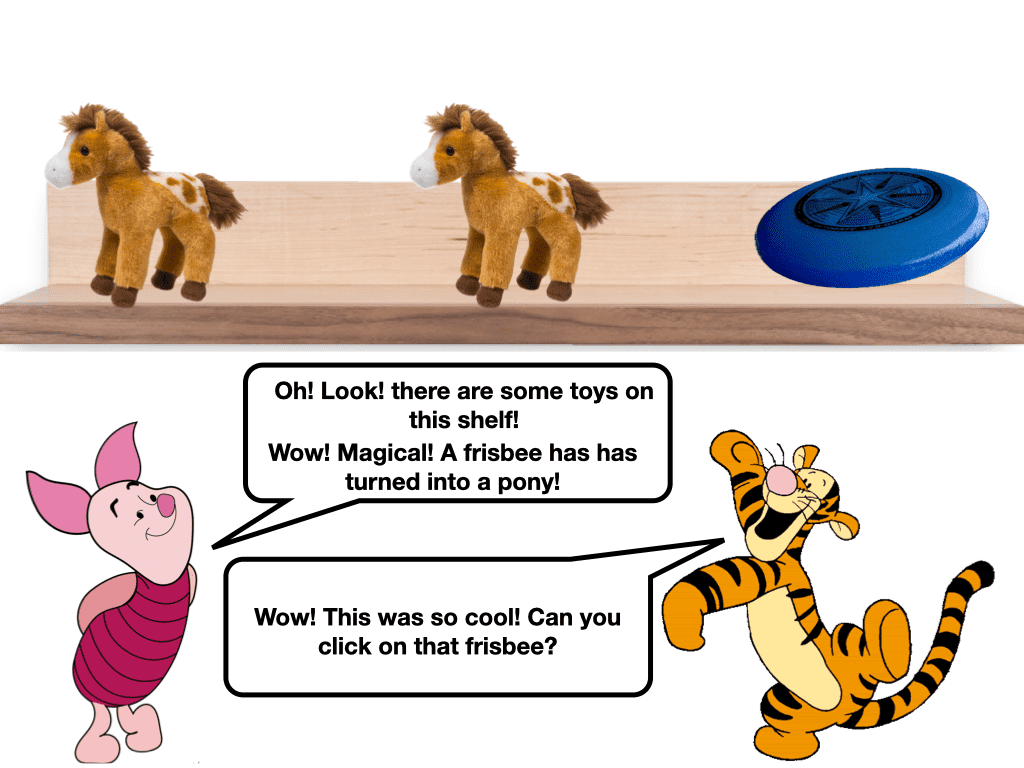 Oh! Look! there are some toys on
this shelf!
Wow! Magical! A frisbee has has
turned into a pony!
Wow! This was so cool! Can you
click on that frisbee?